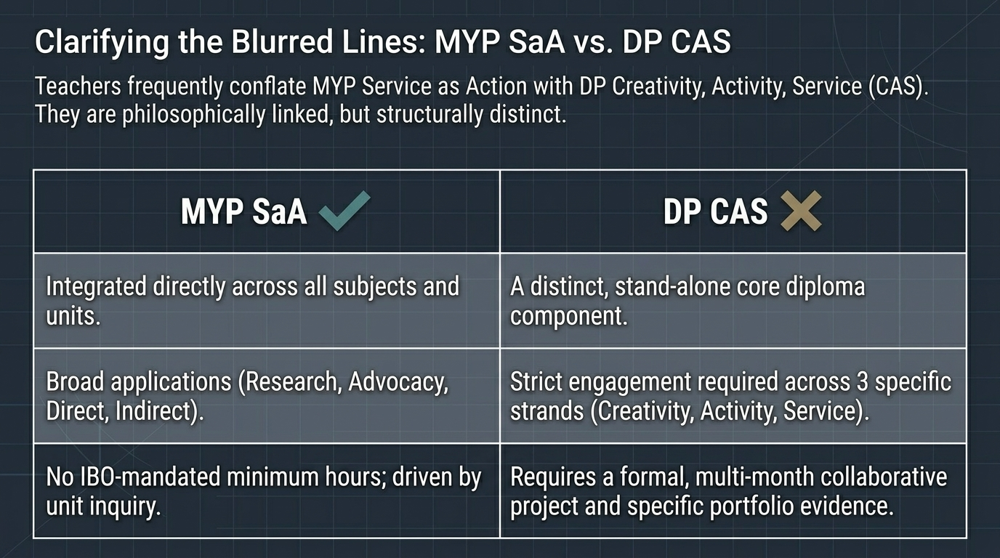 Clarifying the Blurred Lines: MYP SaA vs. DP CAS
Teachers frequently conflate MYP Service as Action with DP Creativity, Activity, Service (CAS).
They are philosophically linked, but structurally distinct.
MYP SaA
DP CAS
Integrated directly across all subjects and
units.
A distinct, stand-alone core diploma
component.
Broad applications (Research, Advocacy,
Direct, Indirect).
Strict engagement required across 3 specific
strands (Creativity, Activity, Service).
No IBO-mandated minimum hours; driven by
unit inquiry.
Requires a formal, multi-month collaborative
project and specific portfolio evidence.